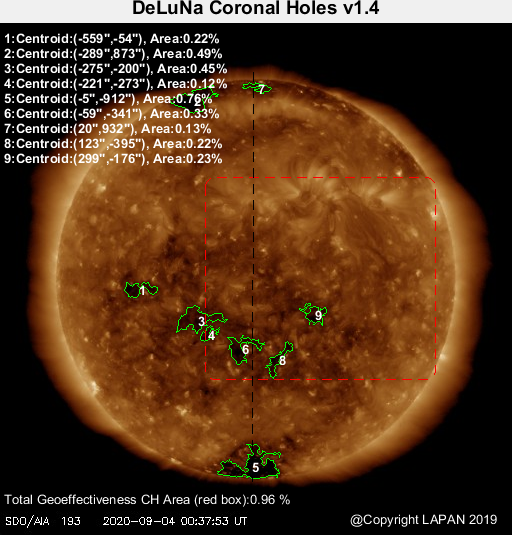 DeLuNa Coronal Holes v1.4
1:Centroid:(-559",-54"), Area:0.22%
2:Centroid:(-289",873"), Area:0.49%
3:Centroid:(-275",-200"), Area:0.45%
4:Centroid:(-221",-273"), Area:0.12%
5:Centroid:(-5",-912"), Area:0.76%
6:Centroid:(-59",-341"), Area:0.33%
7:Centroid:(20",932"), Area:0.13%
8:Centroid:(123",-395"), Area:0.22%
9:Centroid:(299",-176"), Area:0.23%
7
2
1
9
3
4
6
8
5
Total Geoeffectiveness CH Area (red box):0.96 %
SDO/AIA 193 2020-09-04 00:37:53 UT
@Copyright LAPAN 2019